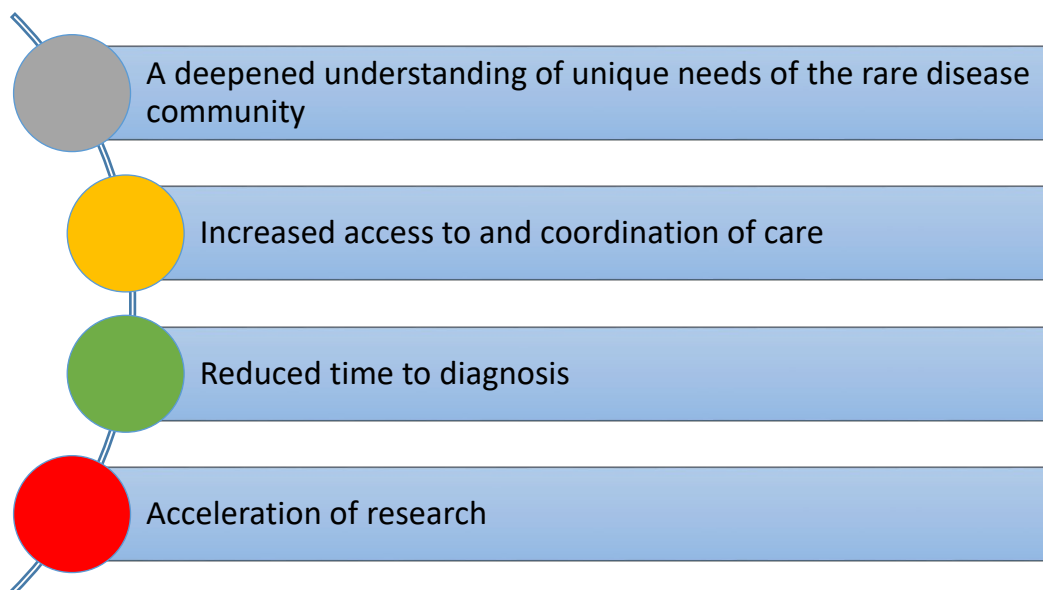 A deepened understanding of unique needs of the rare disease
community
Increased access to and coordination of care
Reduced time to diagnosis
Acceleration of research